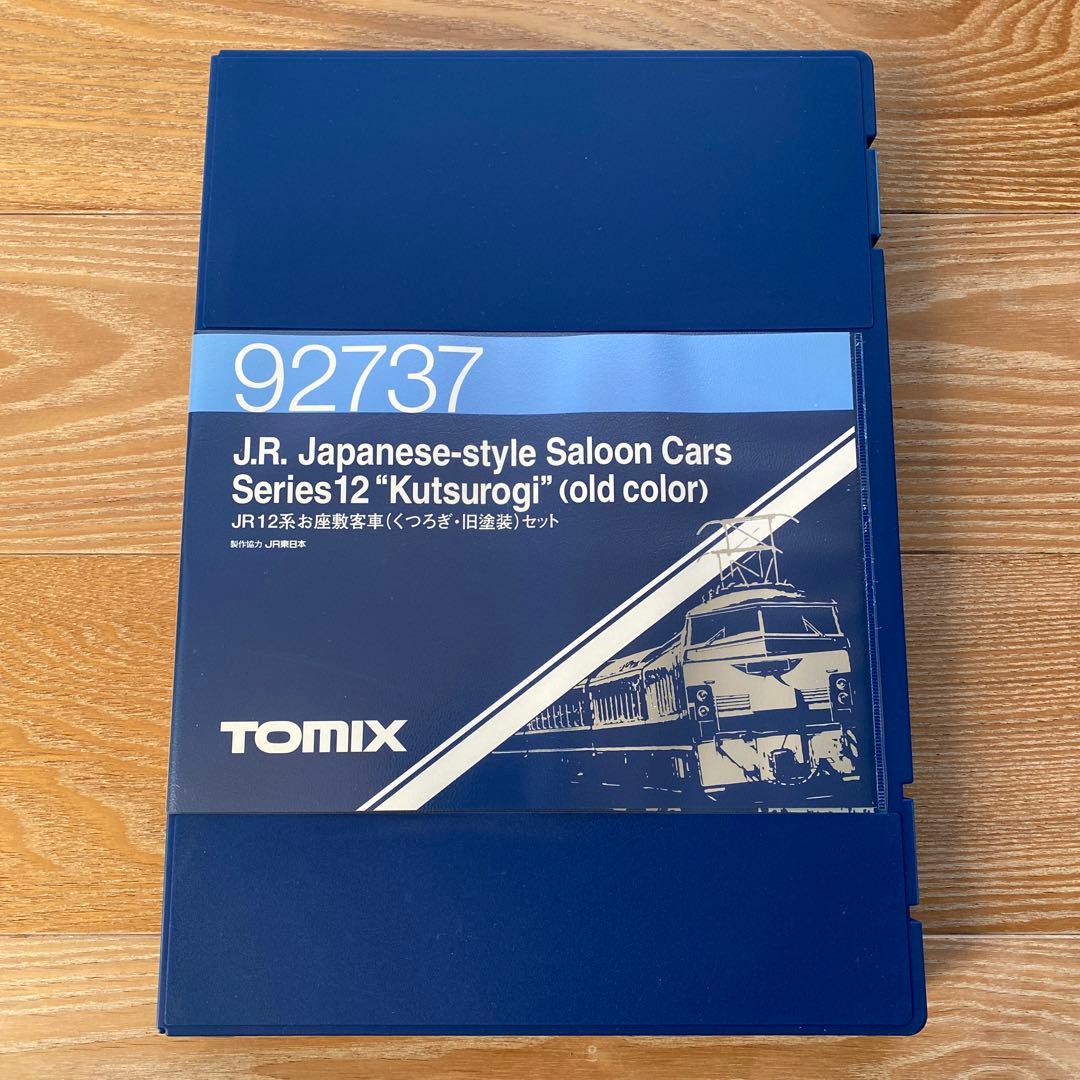 92737
J.R. Japanese-style Saloon Cars
Series12 “Kutsurogi” (old color)
JR12系お座敷客車(くつろぎ・旧塗装)セット
製作協力 JR東日本
TOMIX